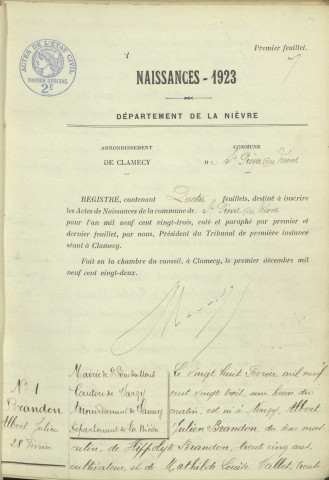 Premier feuillet.
ACTES DE L'ÉTAT CIVIL
PAPIER SPÉCIAL
2F
NAISSANCES - 1923
DÉPARTEMENT DE LA NIÈVRE
ARRONDISSEMENT
DE CLAMECY
COMMUNE
D St Pierre du Mont
REGISTRE, contenant Quatre feuillets, destiné à inscrire
les Actes de Naissances de la commune de St Pierre du Mont
pour l'an mil neuf cent vingt-trois, coté et paraphé par premier et
dernier feuillet, par nous, Président du Tribunal de première instance
séant à Clamecy.
Fait en la chambre du conseil, à Clamecy, le premier décembre mil
neuf cent vingt-deux.
No 1
Brandon
Albert Julien
28 Février
Mairie de St Pierre du Mont
Canton de Varzy
Arrondissement de Clamecy
Département de la Nièvre
Le vingt huit Février mil neuf
cent vingt trois, une heure du
matin, est né à Auzy, Albert
Julien Brandon, du sexe mas
culin, de Hippolyte Brandon, trente cinq ans
cultivateur et de Mathilde Louise Vallet, trente